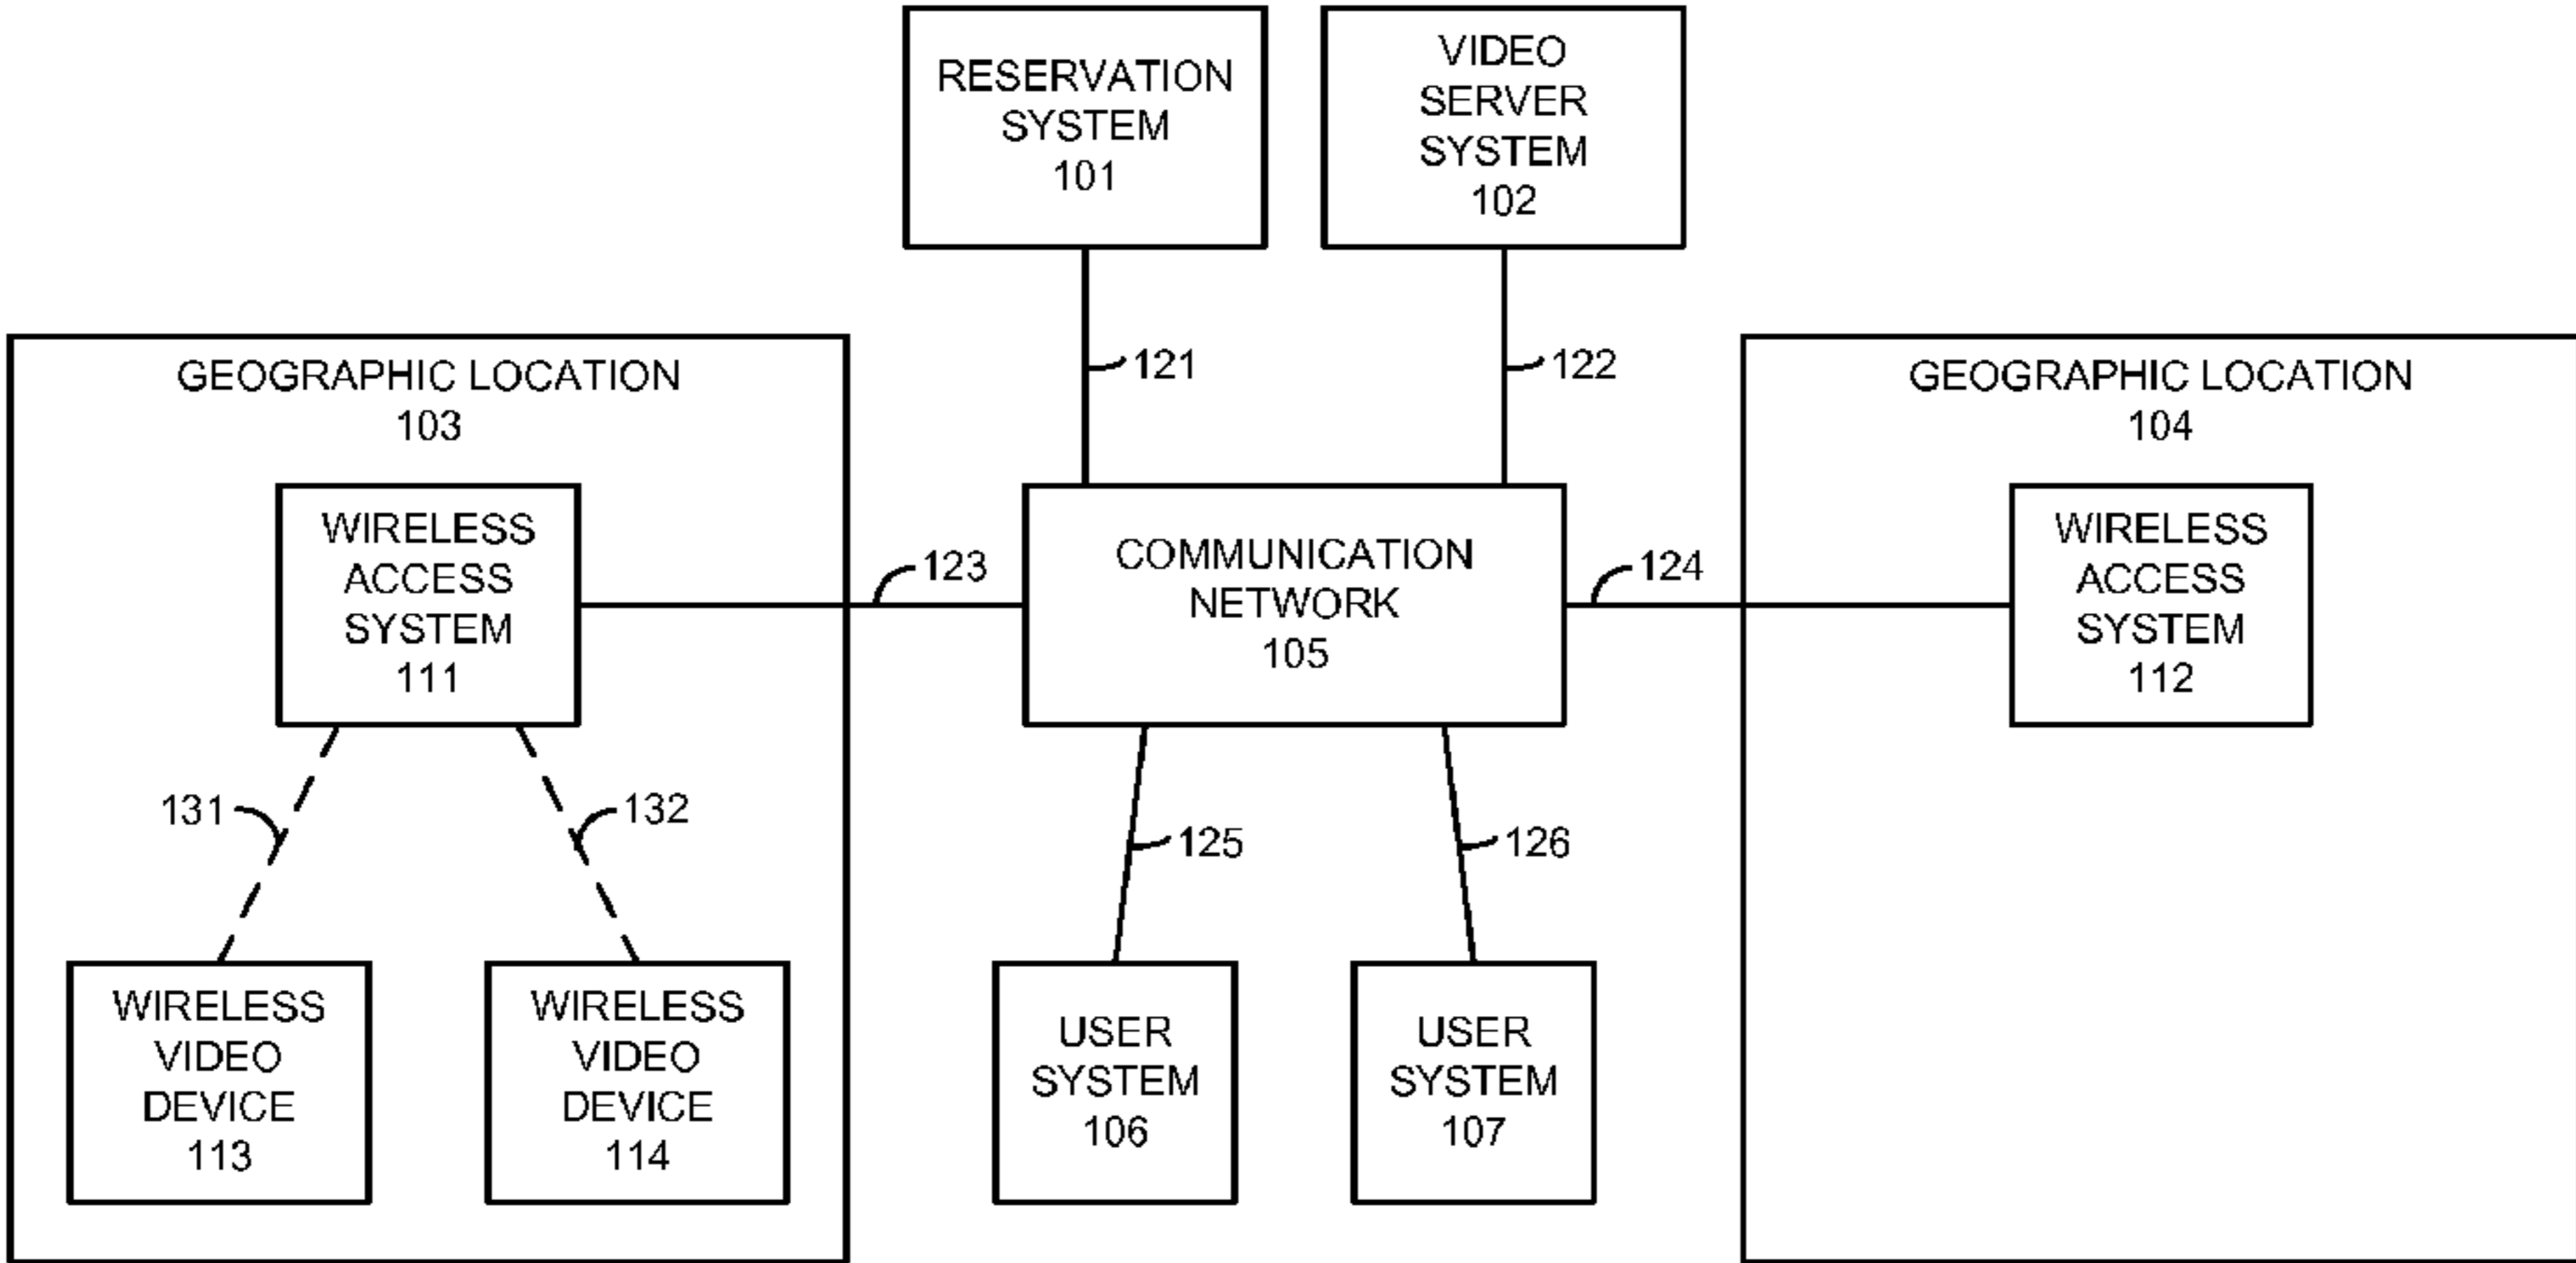 RESERVATION
SYSTEM
101
VIDEO
SERVER
SYSTEM
102
121
122
GEOGRAPHIC LOCATION
103
GEOGRAPHIC LOCATION
104
WIRELESS
ACCESS
SYSTEM
111
123
COMMUNICATION
NETWORK
105
124
WIRELESS
ACCESS
SYSTEM
112
131
132
125
126
WIRELESS
VIDEO
DEVICE
113
WIRELESS
VIDEO
DEVICE
114
USER
SYSTEM
106
USER
SYSTEM
107